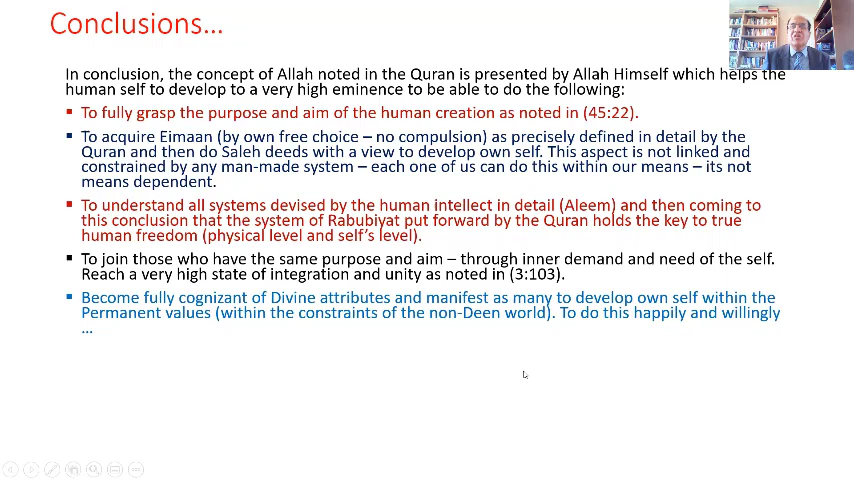 Conclusions...
In conclusion, the concept of Allah noted in the Quran is presented by Allah Himself which helps the
human self to develop to a very high eminence to be able to do the following:
▪ To fully grasp the purpose and aim of the human creation as noted in (45:22).
▪ To acquire Eimaan (by own free choice – no compulsion) as precisely defined in detail by the
Quran and then do Saleh deeds with a view to develop own self. This aspect is not linked and
constrained by any man-made system – each one of us can do this within our means – its not
means dependent.
▪ To understand all systems devised by the human intellect in detail (Aleem) and then coming to
this conclusion that the system of Rabubiyat put forward by the Quran holds the key to true
human freedom (physical level and self's level).
▪ To join those who have the same purpose and aim – through inner demand and need of the self.
Reach a very high state of integration and unity as noted in (3:103).
▪ Become fully cognizant of Divine attributes and manifest as many to develop own self within the
Permanent values (within the constraints of the non-Deen world). To do this happily and willingly
...